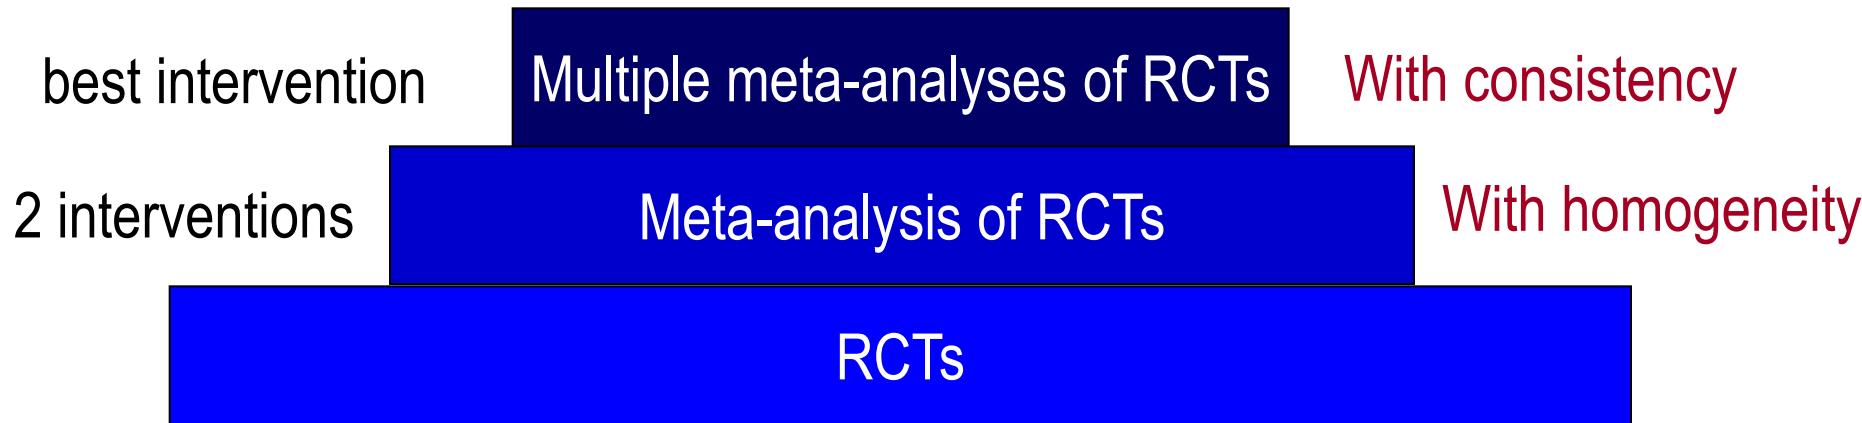 best intervention Multiple meta-analyses of RCTs With consistency
2 interventions Meta-analysis of RCTs With homogeneity
RCTs